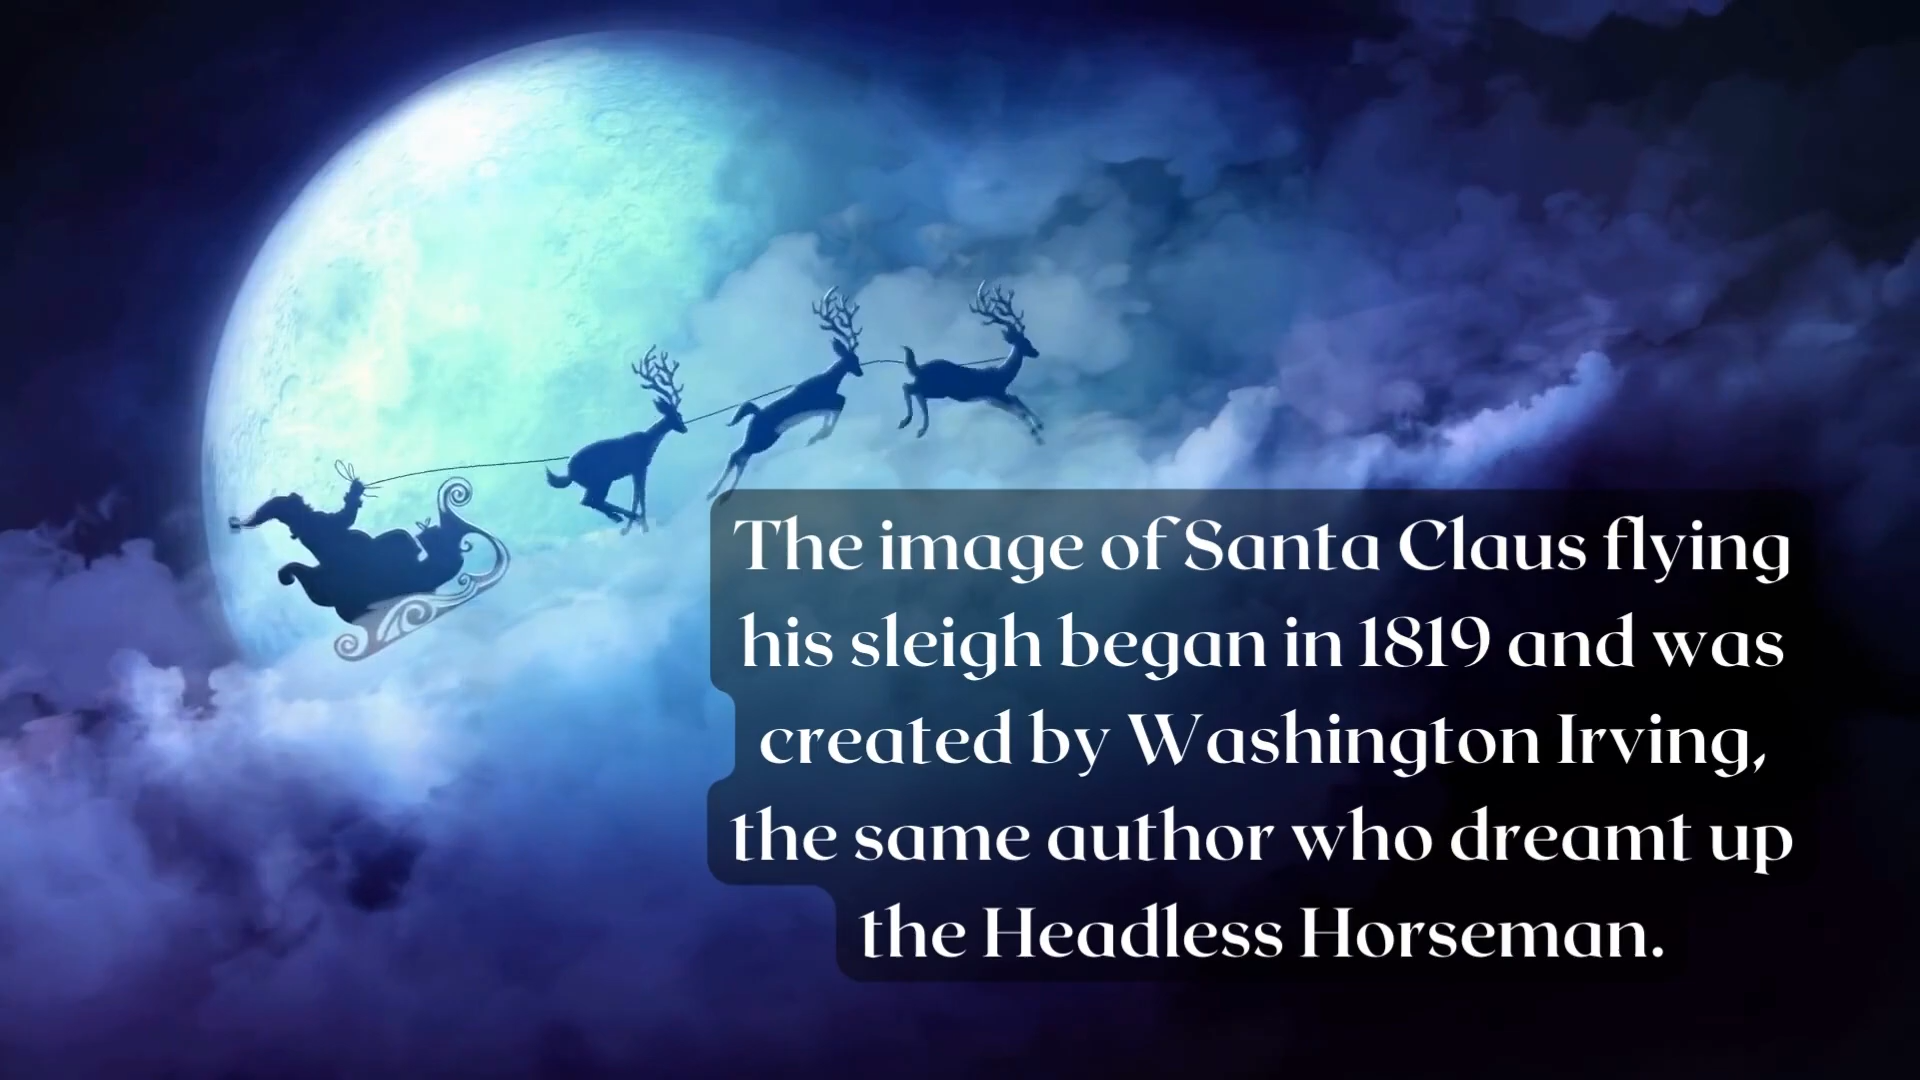 The image of Santa Claus flying
his sleigh began in 1819 and was
created by Washington Irving,
the same author who dreamt up
the Headless Horseman.